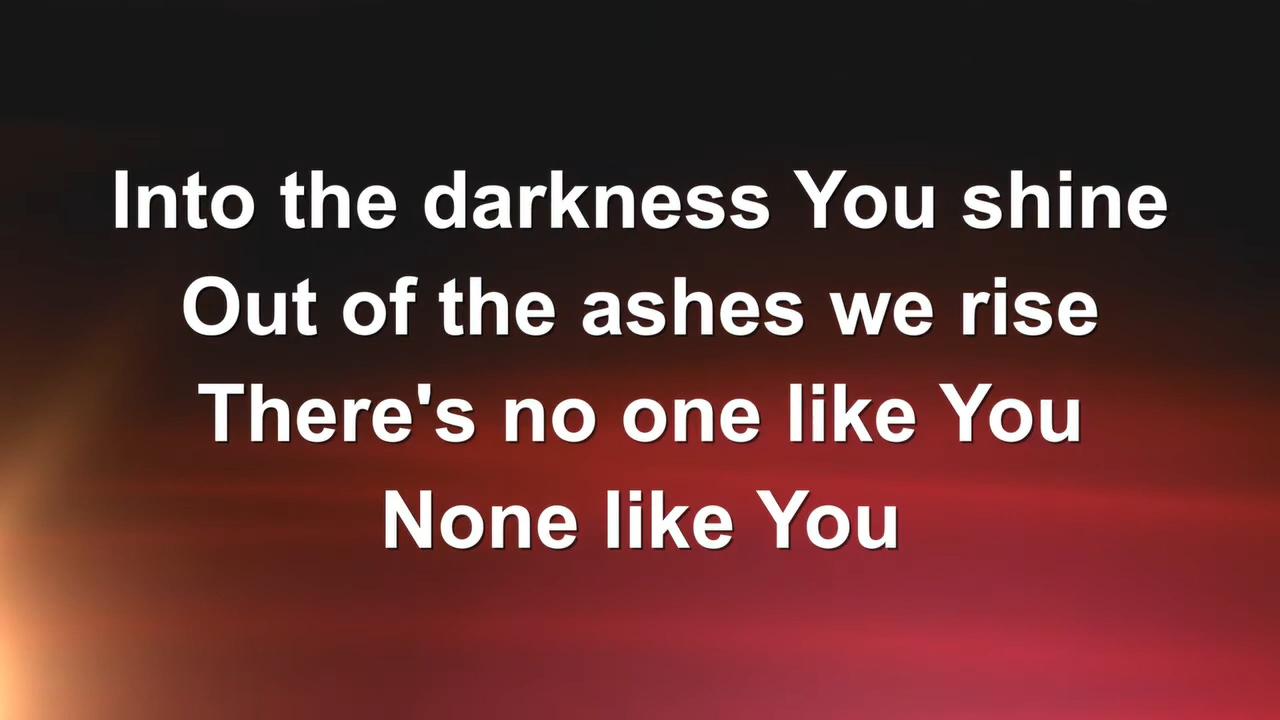 Into the darkness You shine
Out of the ashes we rise
There's no one like You
None like You